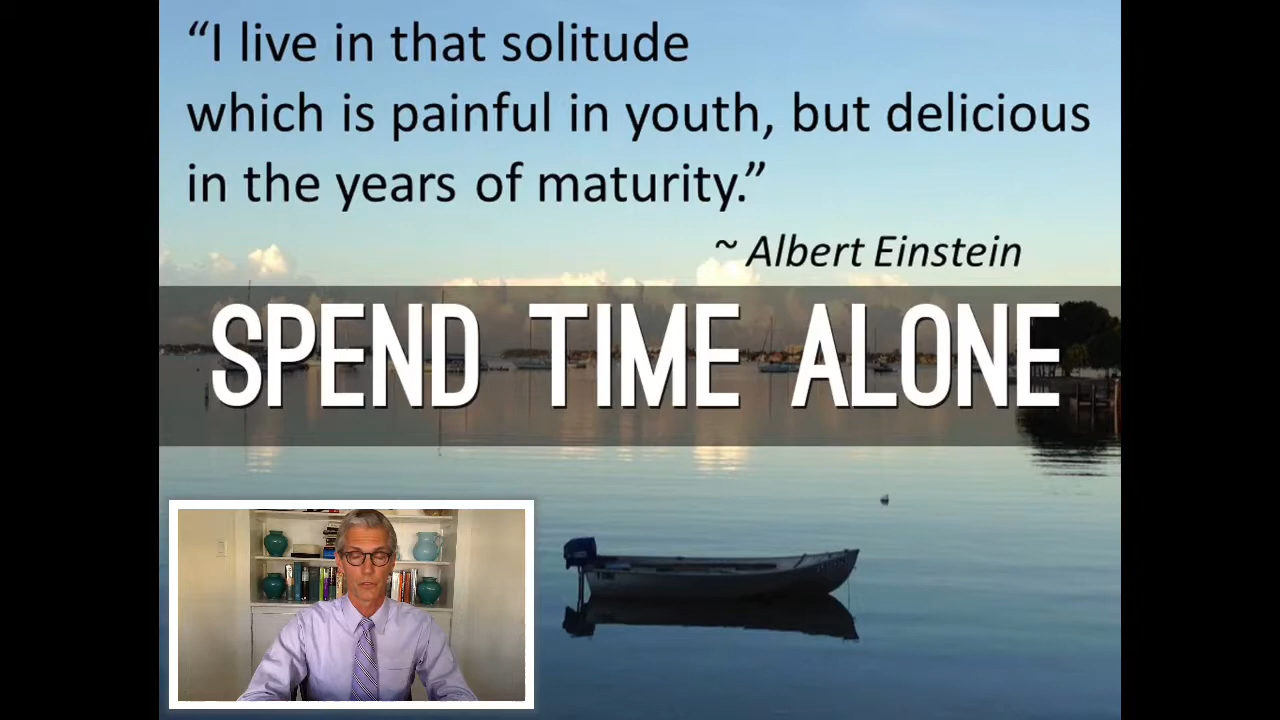 “I live in that solitude
which is painful in youth, but delicious
in the years of maturity.”
~ Albert Einstein
SPEND TIME ALONE